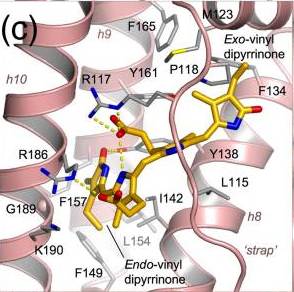 (c)
F165
M123
h9
Exo-vinyl
dipyrrinone
R117
Y161
P118
h10
F134
R186
Y138
F157
I142
L115
G189
h8
K190
L154
'strap'
F149
Endo-vinyl
dipyrrinone